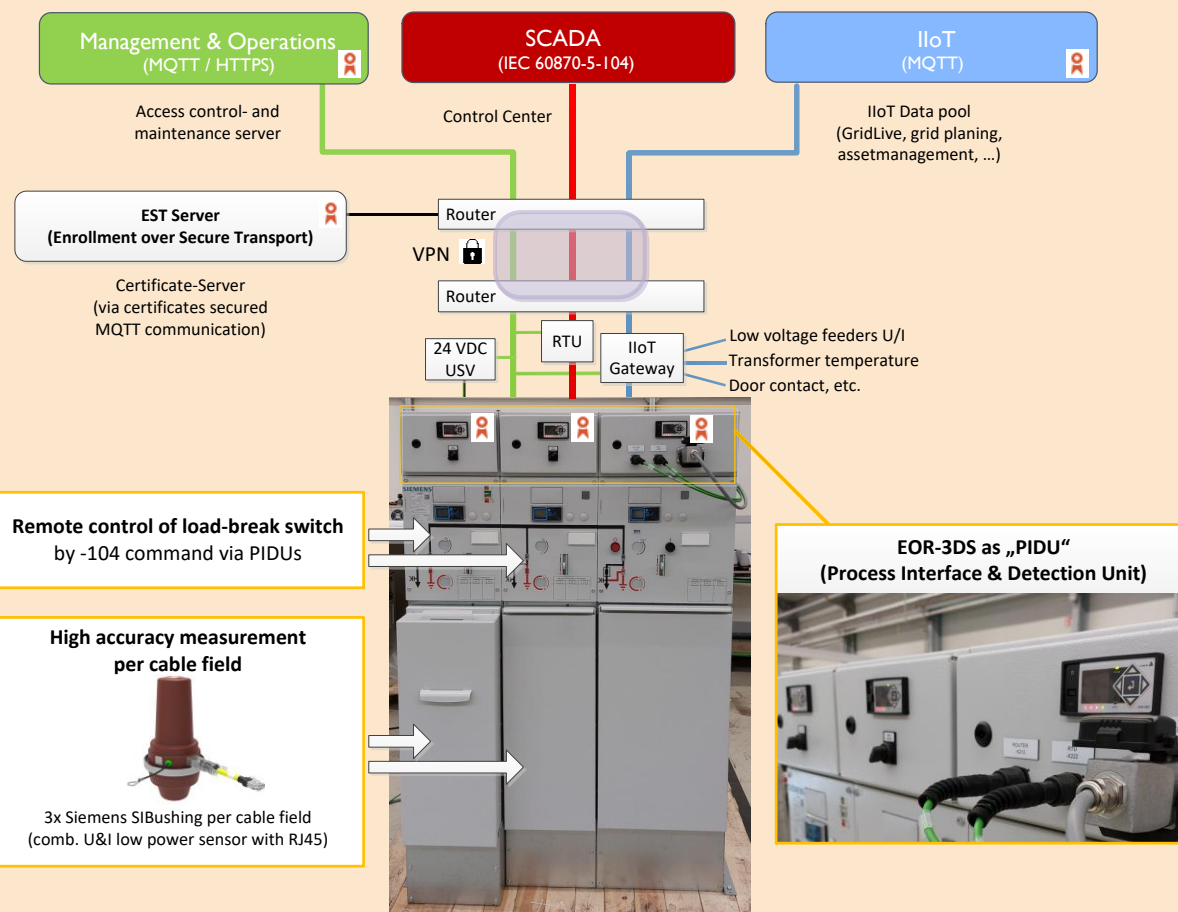 Management & Operations
(MQTT / HTTPS)
SCADA
(IEC 60870-5-104)
IIoT
(MQTT)
Access control- and
maintenance server
Control Center
IIoT Data pool
(GridLive, grid planing,
assetmanagement, ...)
EST Server
(Enrollment over Secure Transport)
Router
VPN
Certificate-Server
(via certificates secured
MQTT communication)
Router
24 VDC
USV
RTU
IIoT
Gateway
Low voltage feeders U/I
Transformer temperature
Door contact, etc.
SIEMENS
Remote control of load-break switch
by -104 command via PIDUs
EOR-3DS as „PIDU“
(Process Interface & Detection Unit)
High accuracy measurement
per cable field
3x Siemens SIBushing per cable field
(comb. U&I low power sensor with RJ45)
ROUTER
RTU